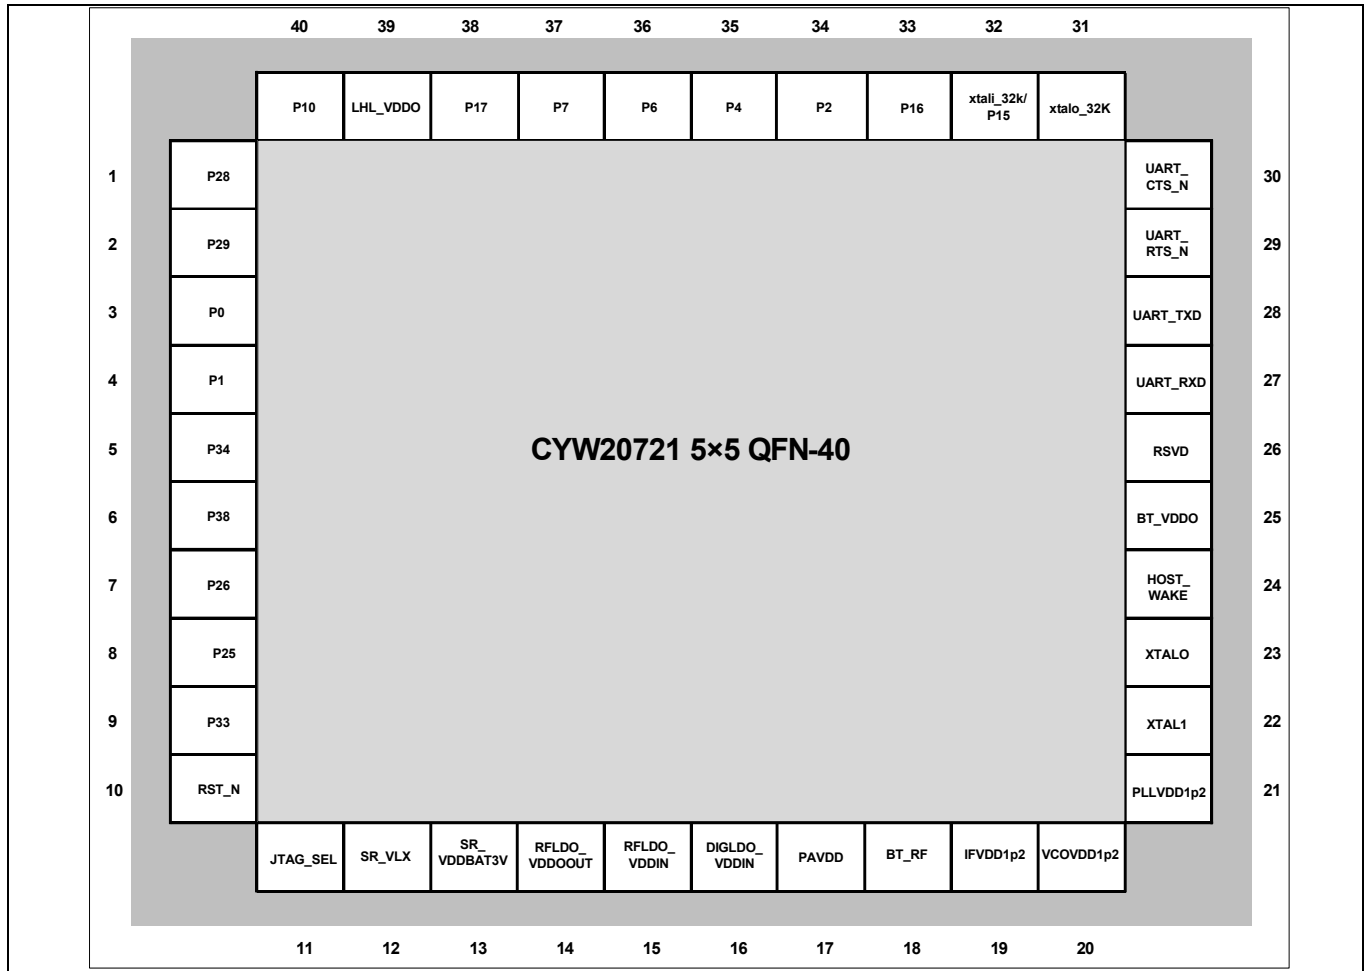 40 39 38 37 36 35 34 33 32 31
P10 LHL_VDDO P17 P7 P6 P4 P2 P16 xtali_32k/
P15 xtalo_32K
1 P28 UART_
CTS_N 30
2 P29 UART_
RTS_N 29
3 P0 UART_TXD 28
4 P1 UART_RXD 27
5 P34 CYW20721 5×5 QFN-40 RSVD 26
6 P38 BT_VDDO 25
7 P26 HOST_
WAKE 24
8 P25 XTALO 23
9 P33 XTAL1 22
10 RST_N PLLVDD1p2 21
JTAG_SEL SR_VLX SR_
VDDBAT3V RFLDO_
VDDOOUT RFLDO_
VDDIN DIGLDO_
VDDIN PAVDD BT_RF IFVDD1p2 VCOVDD1p2
11 12 13 14 15 16 17 18 19 20